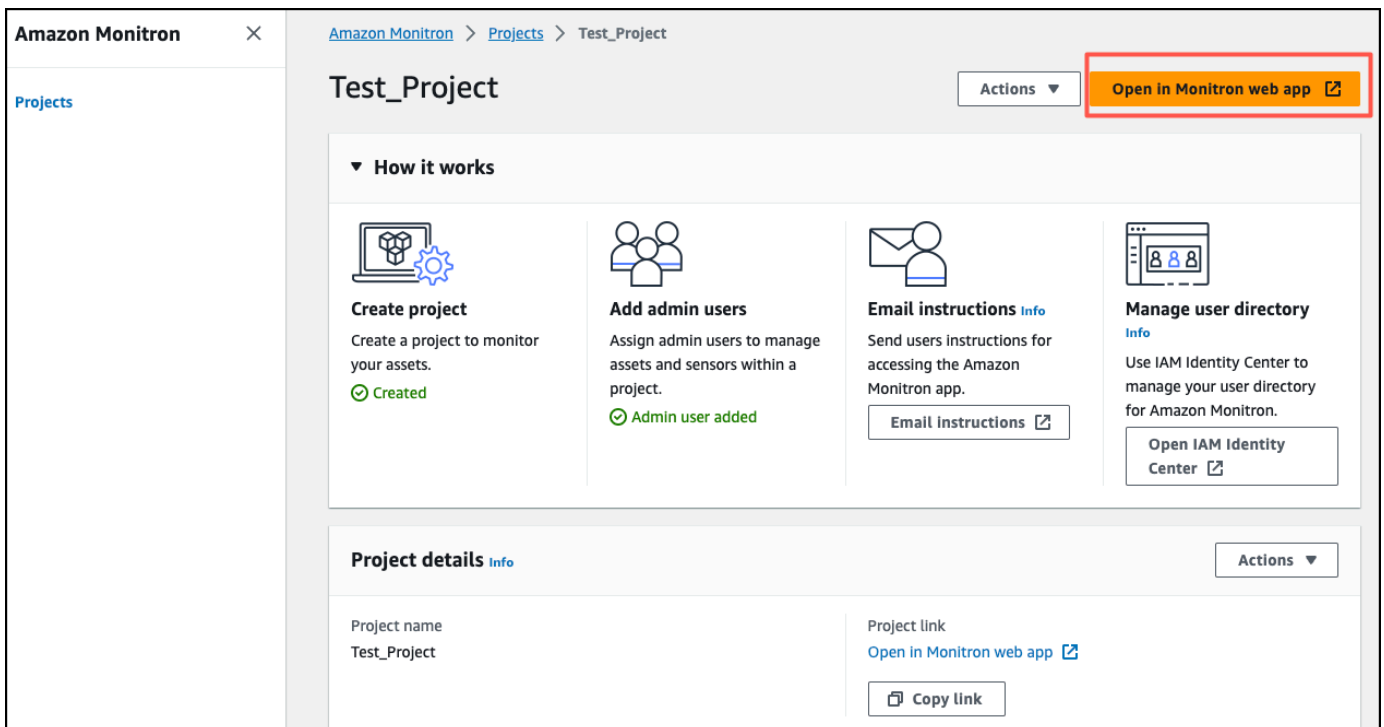 Amazon Monitron
Projects
Amazon Monitron > Projects > Test_Project
Test_Project
Actions
Open in Monitron web app
How it works
Create project
Create a project to monitor
your assets.
Created
Add admin users
Assign admin users to manage
assets and sensors within a
project.
Admin user added
Email instructions Info
Send users instructions for
accessing the Amazon
Monitron app.
Email instructions
Manage user directory
Info
Use IAM Identity Center to
manage your user directory
for Amazon Monitron.
Open IAM Identity
Center
Project details Info
Actions
Project name
Test_Project
Project link
Open in Monitron web app
Copy link